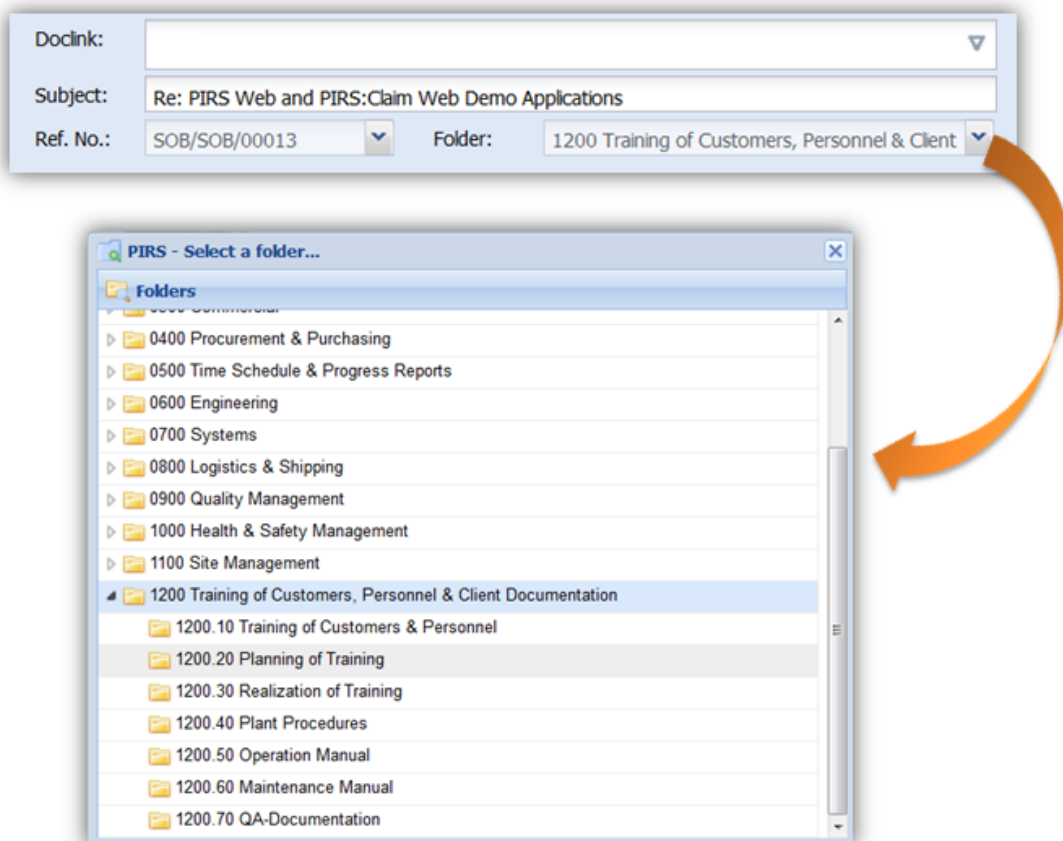 Doclink:
Subject: Re: PIRS Web and PIRS:Claim Web Demo Applications
Ref. No.: SOB/SOB/00013 Folder: 1200 Training of Customers, Personnel & Client
PIRS - Select a folder...
Folders
0400 Procurement & Purchasing
0500 Time Schedule & Progress Reports
0600 Engineering
0700 Systems
0800 Logistics & Shipping
0900 Quality Management
1000 Health & Safety Management
1100 Site Management
1200 Training of Customers, Personnel & Client Documentation
1200.10 Training of Customers & Personnel
1200.20 Planning of Training
1200.30 Realization of Training
1200.40 Plant Procedures
1200.50 Operation Manual
1200.60 Maintenance Manual
1200.70 QA-Documentation